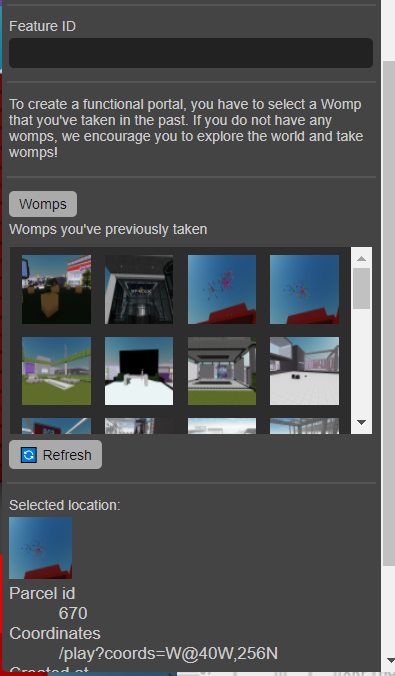 Feature ID
To create a functional portal, you have to select a Womp
that you've taken in the past. If you do not have any
womps, we encourage you to explore the world and take
womps!
Womps
Womps you've previously taken
Refresh
Selected location:
Parcel id
670
Coordinates
/play?coords=W@40W,256N
Created at